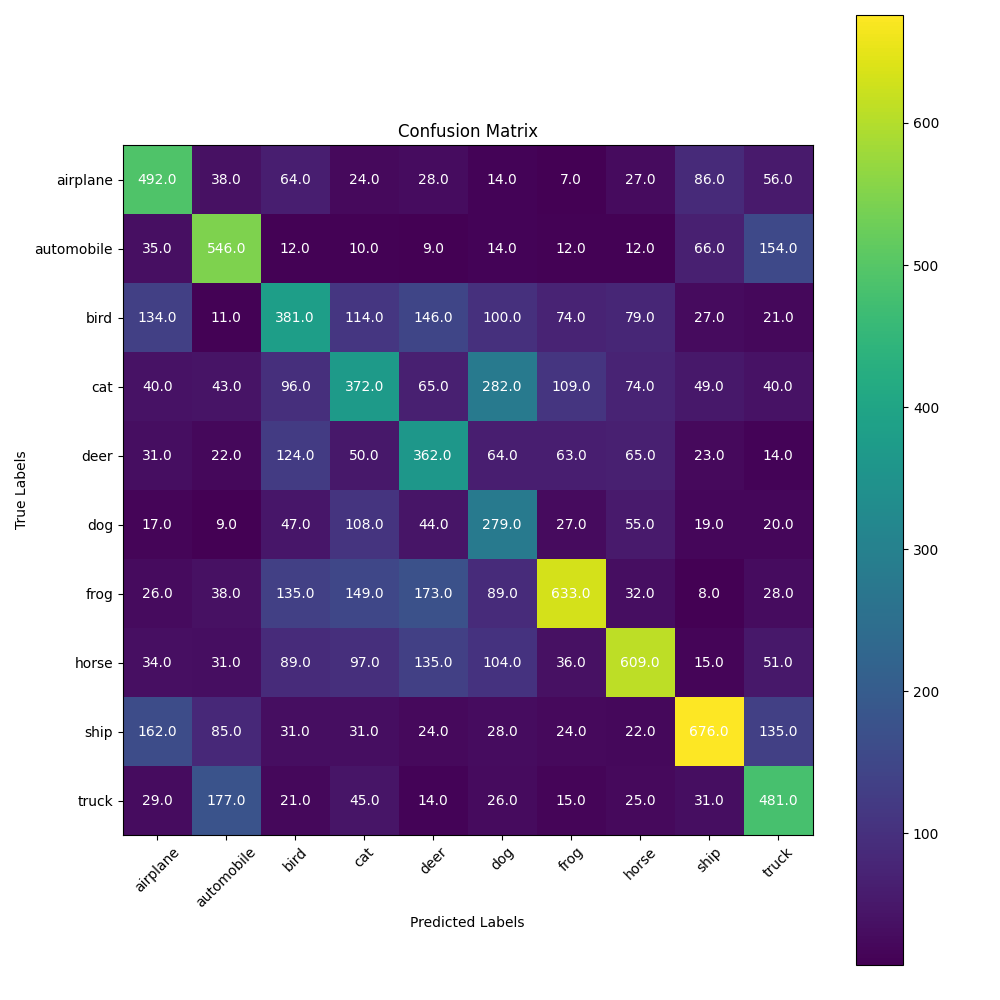 Confusion Matrix
airplane 492.0 38.0 64.0 24.0 28.0 14.0 7.0 27.0 86.0 56.0
automobile 35.0 546.0 12.0 10.0 9.0 14.0 12.0 12.0 66.0 154.0
bird 134.0 11.0 381.0 114.0 146.0 100.0 74.0 79.0 27.0 21.0
cat 40.0 43.0 96.0 372.0 65.0 282.0 109.0 74.0 49.0 40.0
deer 31.0 22.0 124.0 50.0 362.0 64.0 63.0 65.0 23.0 14.0
dog 17.0 9.0 47.0 108.0 44.0 279.0 27.0 55.0 19.0 20.0
frog 26.0 38.0 135.0 149.0 173.0 89.0 633.0 32.0 8.0 28.0
horse 34.0 31.0 89.0 97.0 135.0 104.0 36.0 609.0 15.0 51.0
ship 162.0 85.0 31.0 31.0 24.0 28.0 24.0 22.0 676.0 135.0
truck 29.0 177.0 21.0 45.0 14.0 26.0 15.0 25.0 31.0 481.0
airplane automobile bird cat deer dog frog horse ship truck
Predicted Labels
True Labels
600
500
400
300
200
100